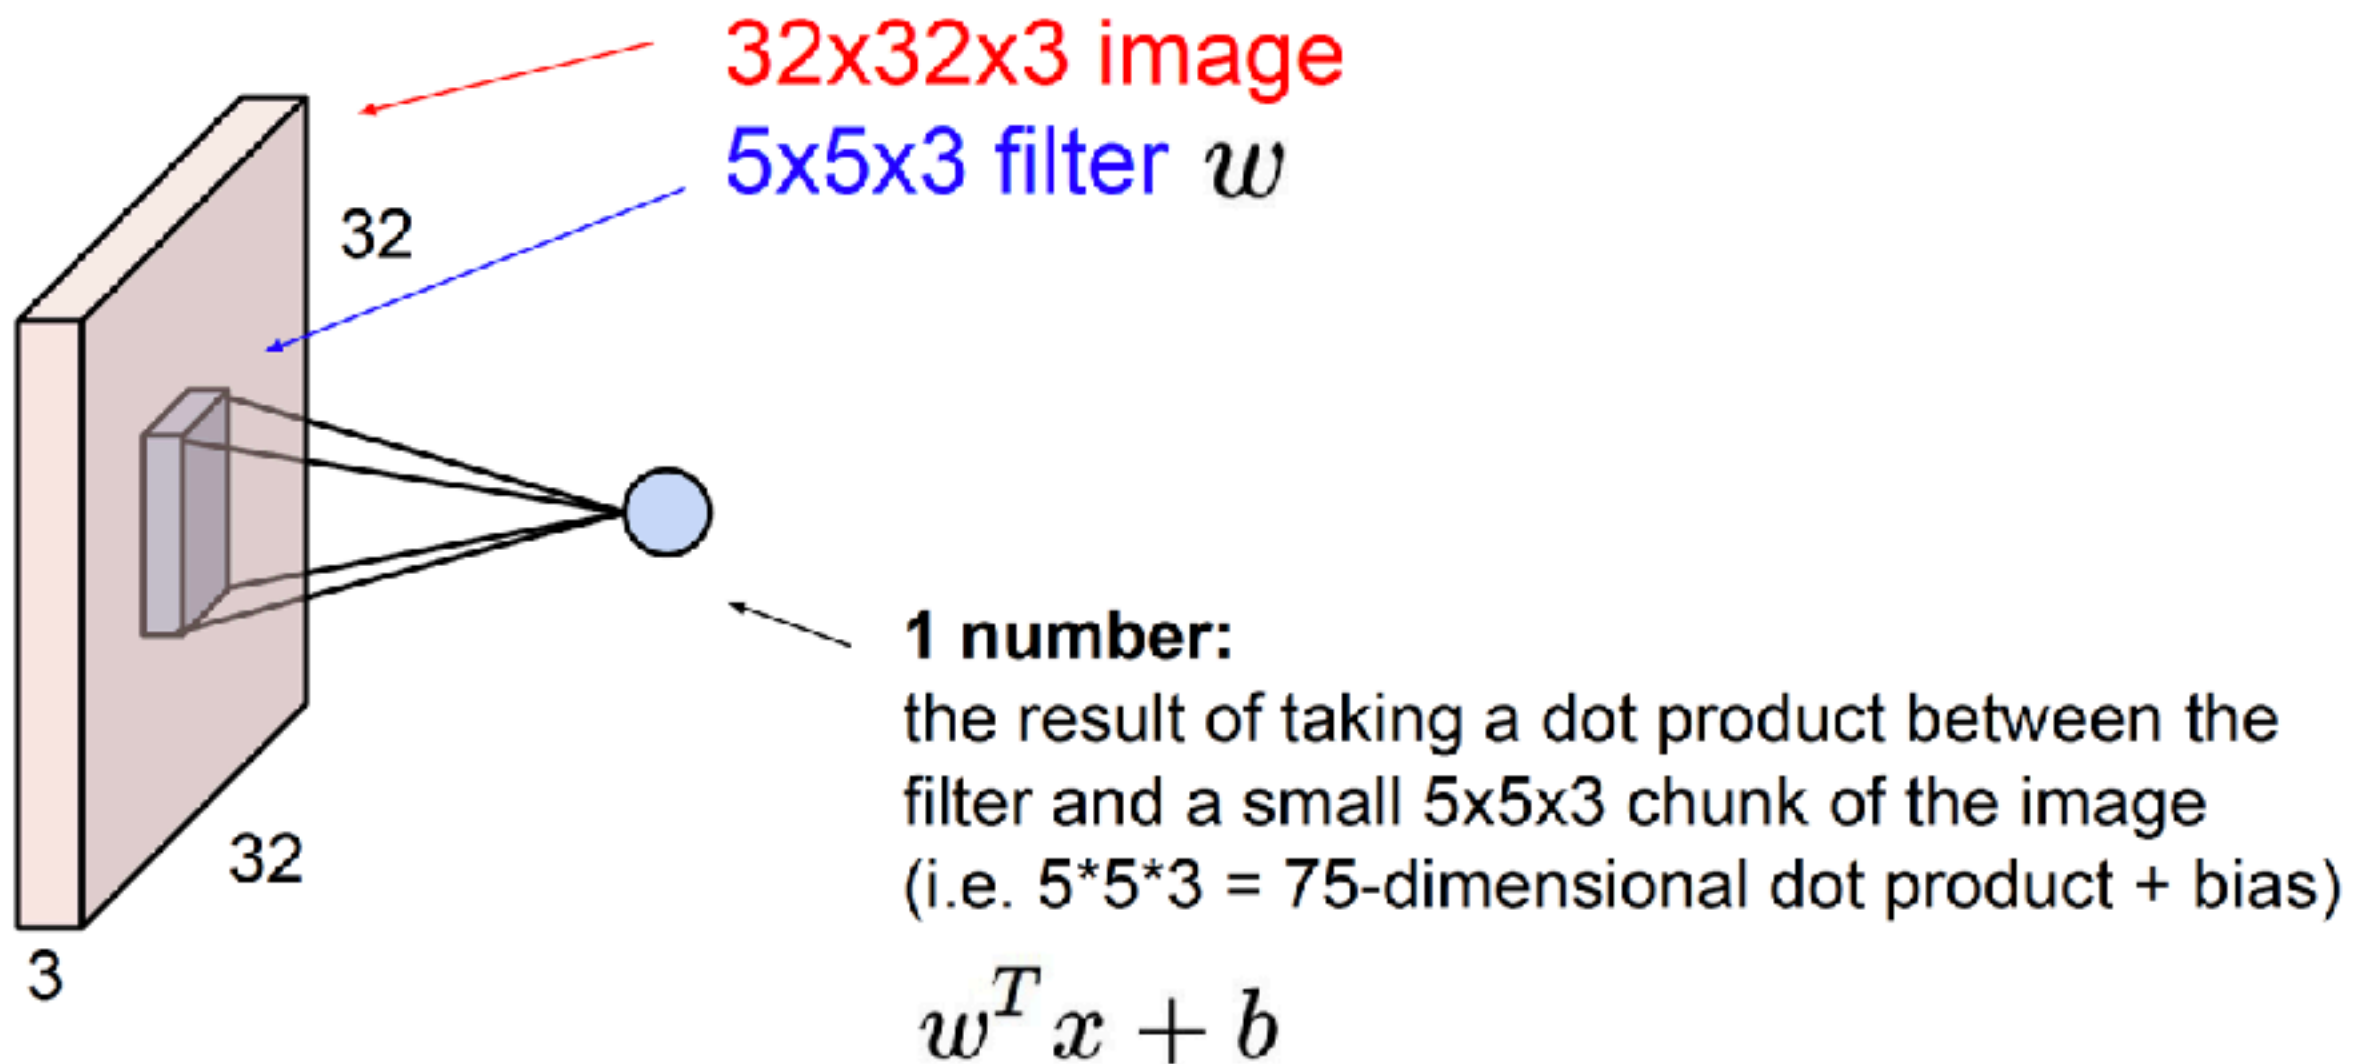 32x32x3 image
5x5x3 filter w
32
32
3
1 number:
the result of taking a dot product between the
filter and a small 5x5x3 chunk of the image
(i.e. 5*5*3 = 75-dimensional dot product + bias)
w^T x + b